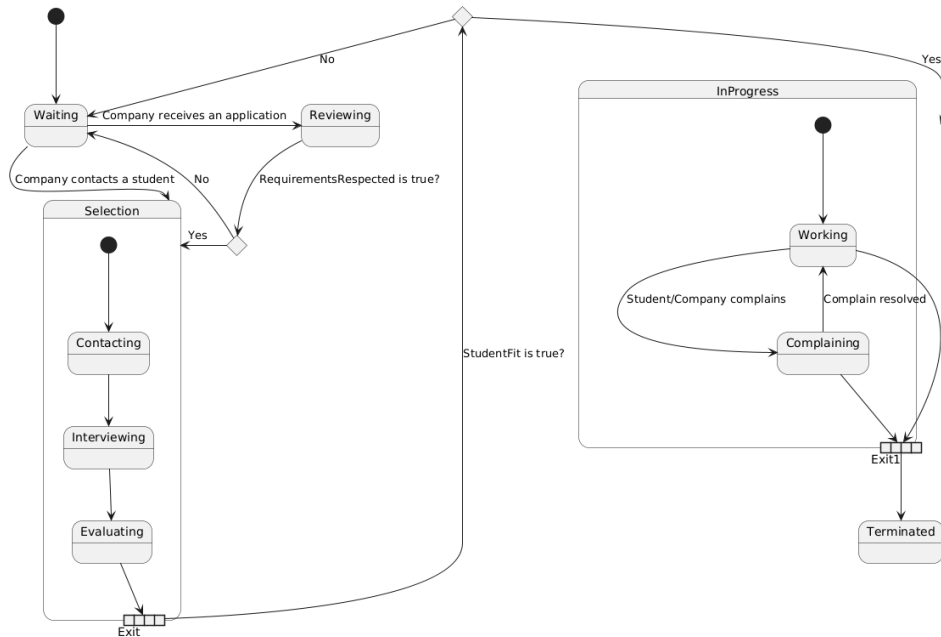 No
Yes
InProgress
Waiting
Company receives an application
Reviewing
Company contacts a student
No
RequirementsRespected is true?
Selection
Yes
Working
Student/Company complains
Complain resolved
Contacting
Complaining
StudentFit is true?
Interviewing
Exit1
Evaluating
Terminated
Exit